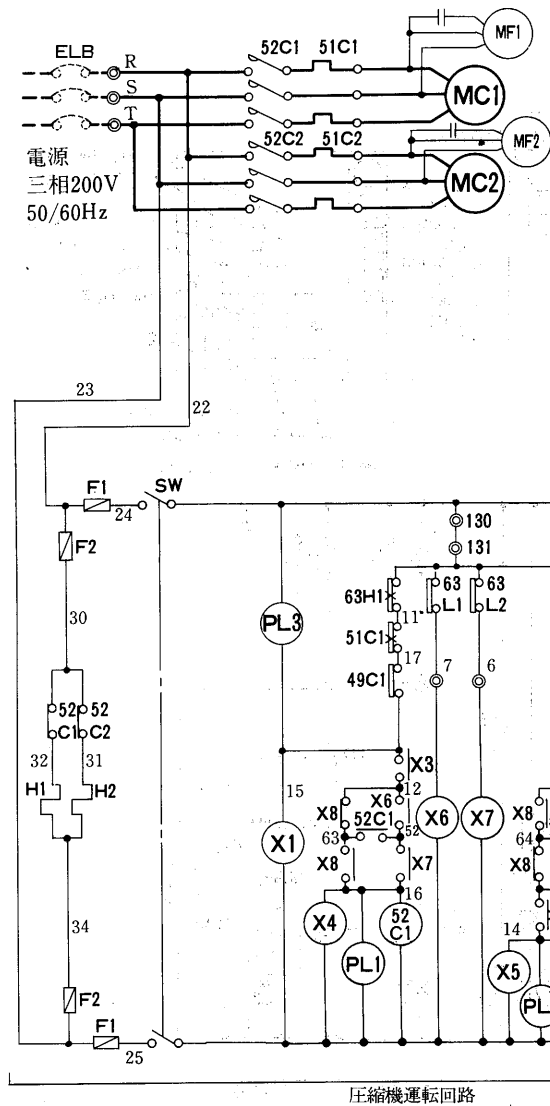 MF1
ELB
R
52C1
51C1
S
MC1
T
52C2
51C2
MF2
電源
三相200V
50/60Hz
MC2
23
22
F1
SW
24
130
F2
131
63H1
63
L1
63
L2
11
30
PL3
51C1
17
7
6
49C1
52
C1
52
C2
32
31
X3
H1
H2
15
12
X8
X6
X6
X7
X8
52C1
63
52
64
X1
X8
X7
X8
16
34
X4
52
C1
14
PL1
X5
PL
F2
F1
25
圧縮機運転回路